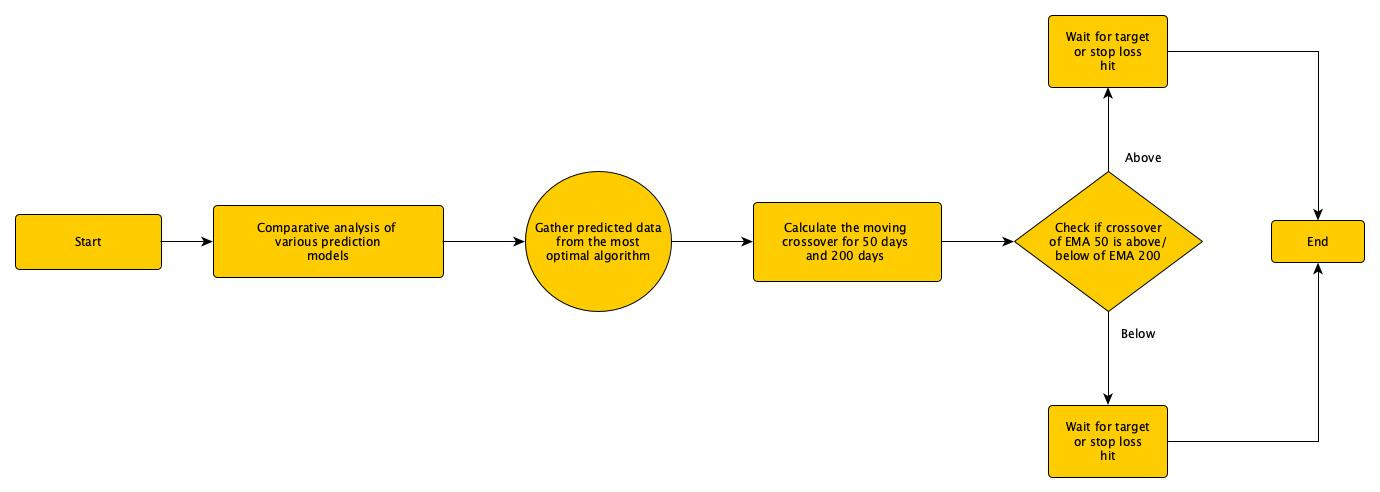 Start
Comparative analysis of
various prediction
models
Gather predicted data
from the most
optimal algorithm
Calculate the moving
crossover for 50 days
and 200 days
Check if crossover
of EMA 50 is above/
below of EMA 200
Above
Wait for target
or stop loss
hit
Below
Wait for target
or stop loss
hit
End